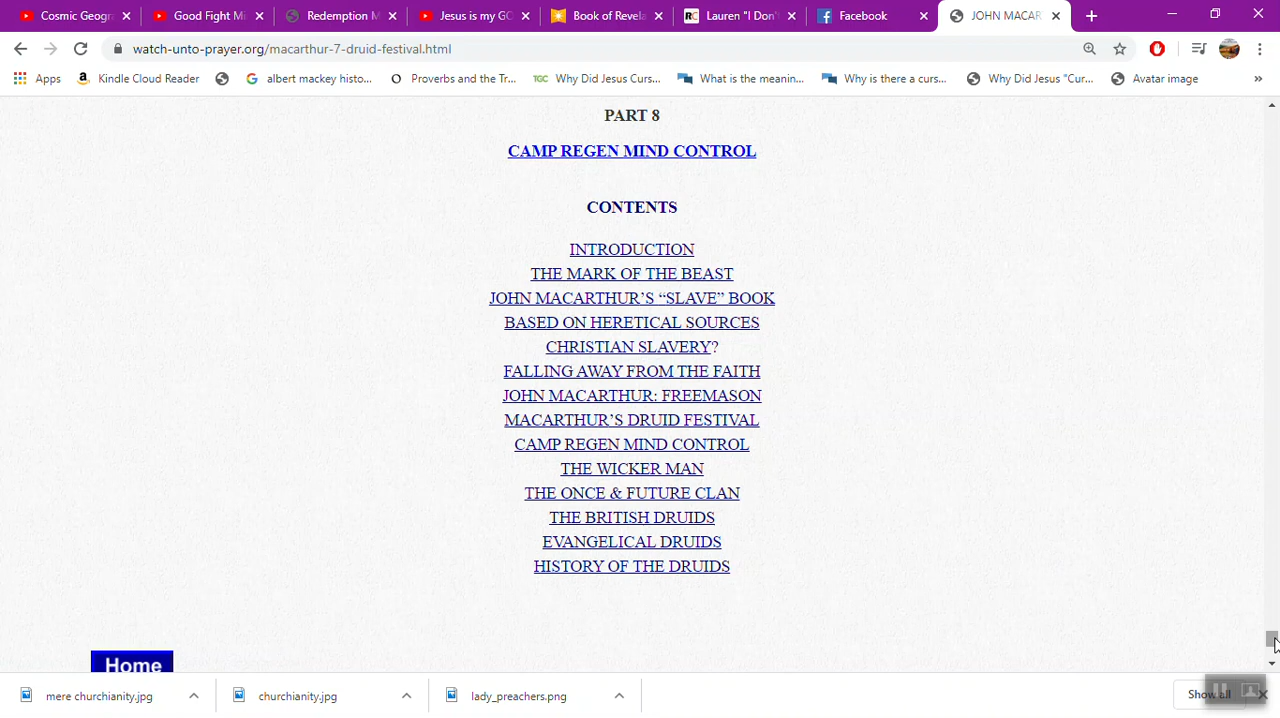 Cosmic Geogra
Good Fight Mi
Redemption M
Jesus is my GO
Book of Revela
Lauren "I Don'
Facebook
JOHN MACAR
watch-unto-prayer.org/macarthur-7-druid-festival.html
Apps
Kindle Cloud Reader
albert mackey histo...
Proverbs and the Tr...
TGC Why Did Jesus Curs...
What is the meanin...
Why is there a curs...
Why Did Jesus "Cur...
Avatar image
»
PART 8
CAMP REGEN MIND CONTROL
CONTENTS
INTRODUCTION
THE MARK OF THE BEAST
JOHN MACARTHUR’S “SLAVE” BOOK
BASED ON HERETICAL SOURCES
CHRISTIAN SLAVERY?
FALLING AWAY FROM THE FAITH
JOHN MACARTHUR: FREEMASON
MACARTHUR’S DRUID FESTIVAL
CAMP REGEN MIND CONTROL
THE WICKER MAN
THE ONCE & FUTURE CLAN
THE BRITISH DRUIDS
EVANGELICAL DRUIDS
HISTORY OF THE DRUIDS
Home
mere churchianity.jpg
churchianity.jpg
lady_preachers.png
Show all